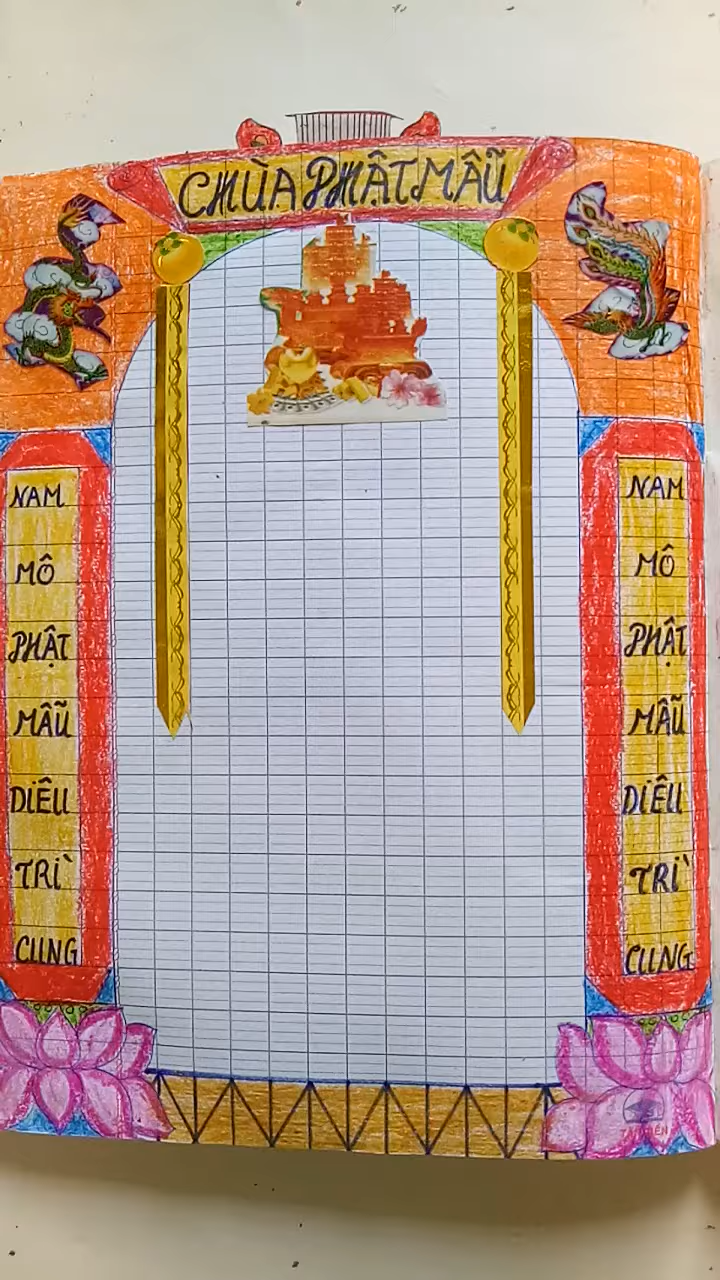 CHÙA PHẬT MẪU
NAM
MÔ
PHẬT
MẪU
DIÊU
TRÌ
CUNG
NAM
MÔ
PHẬT
MẪU
DIÊU
TRÌ
CUNG